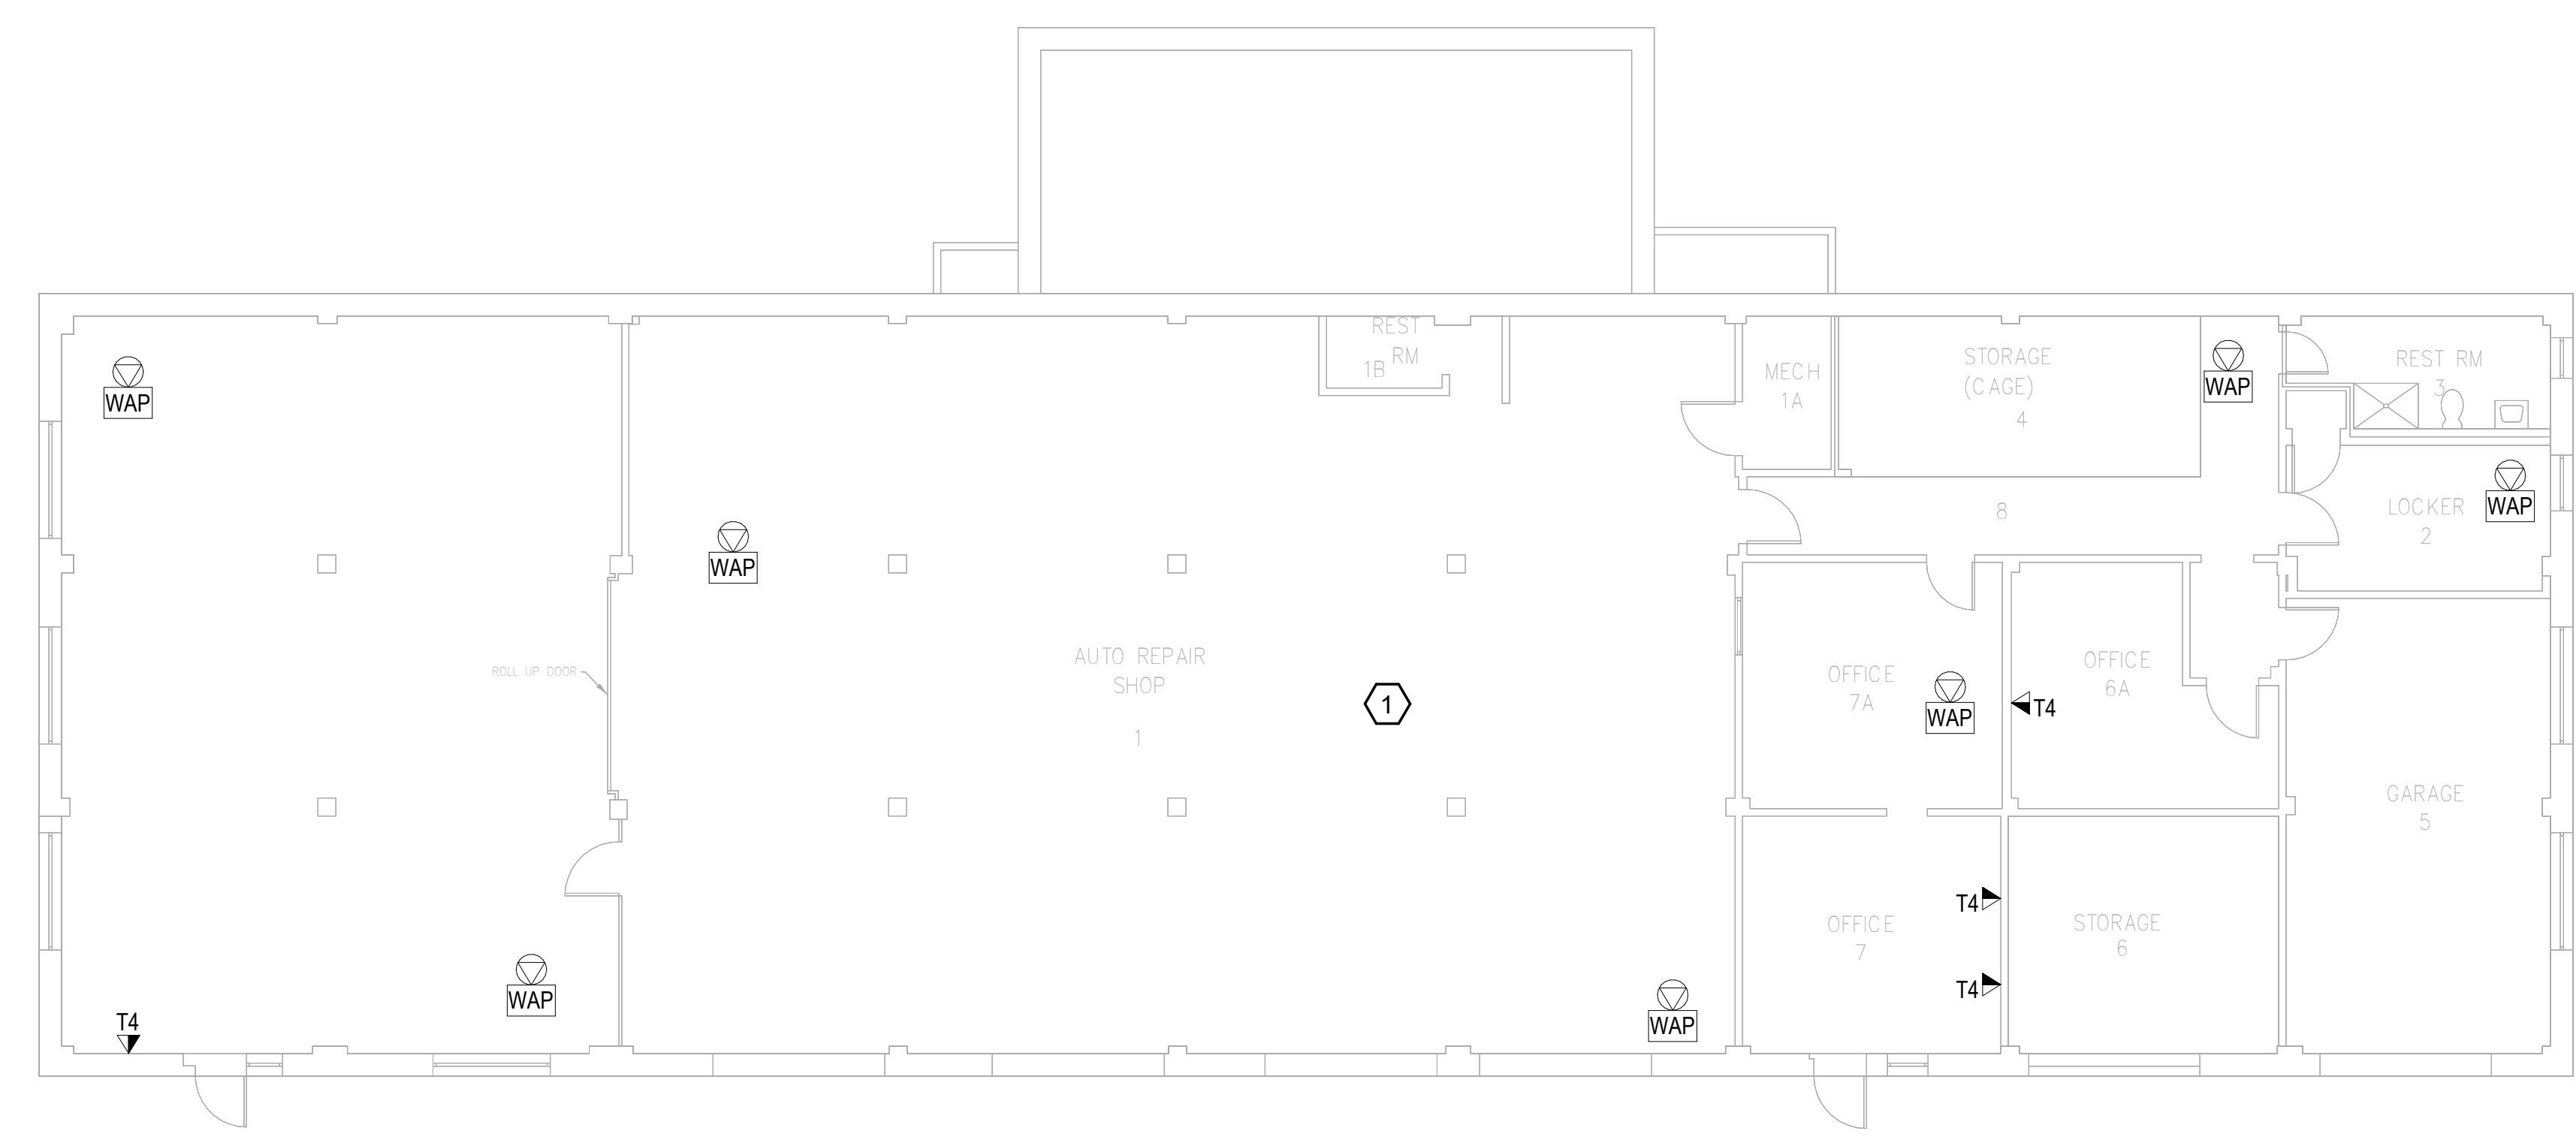 REST
RM
1B
MECH
1A
STORAGE
(CAGE)
4
WAP
REST RM
3
WAP
WAP
LOCKER
2
WAP
8
AUTO REPAIR
SHOP
1
ROLL UP DOOR
1
OFFICE
7A
WAP
T4
OFFICE
6A
GARAGE
5
T4
OFFICE
7
STORAGE
6
T4
WAP
WAP
T4